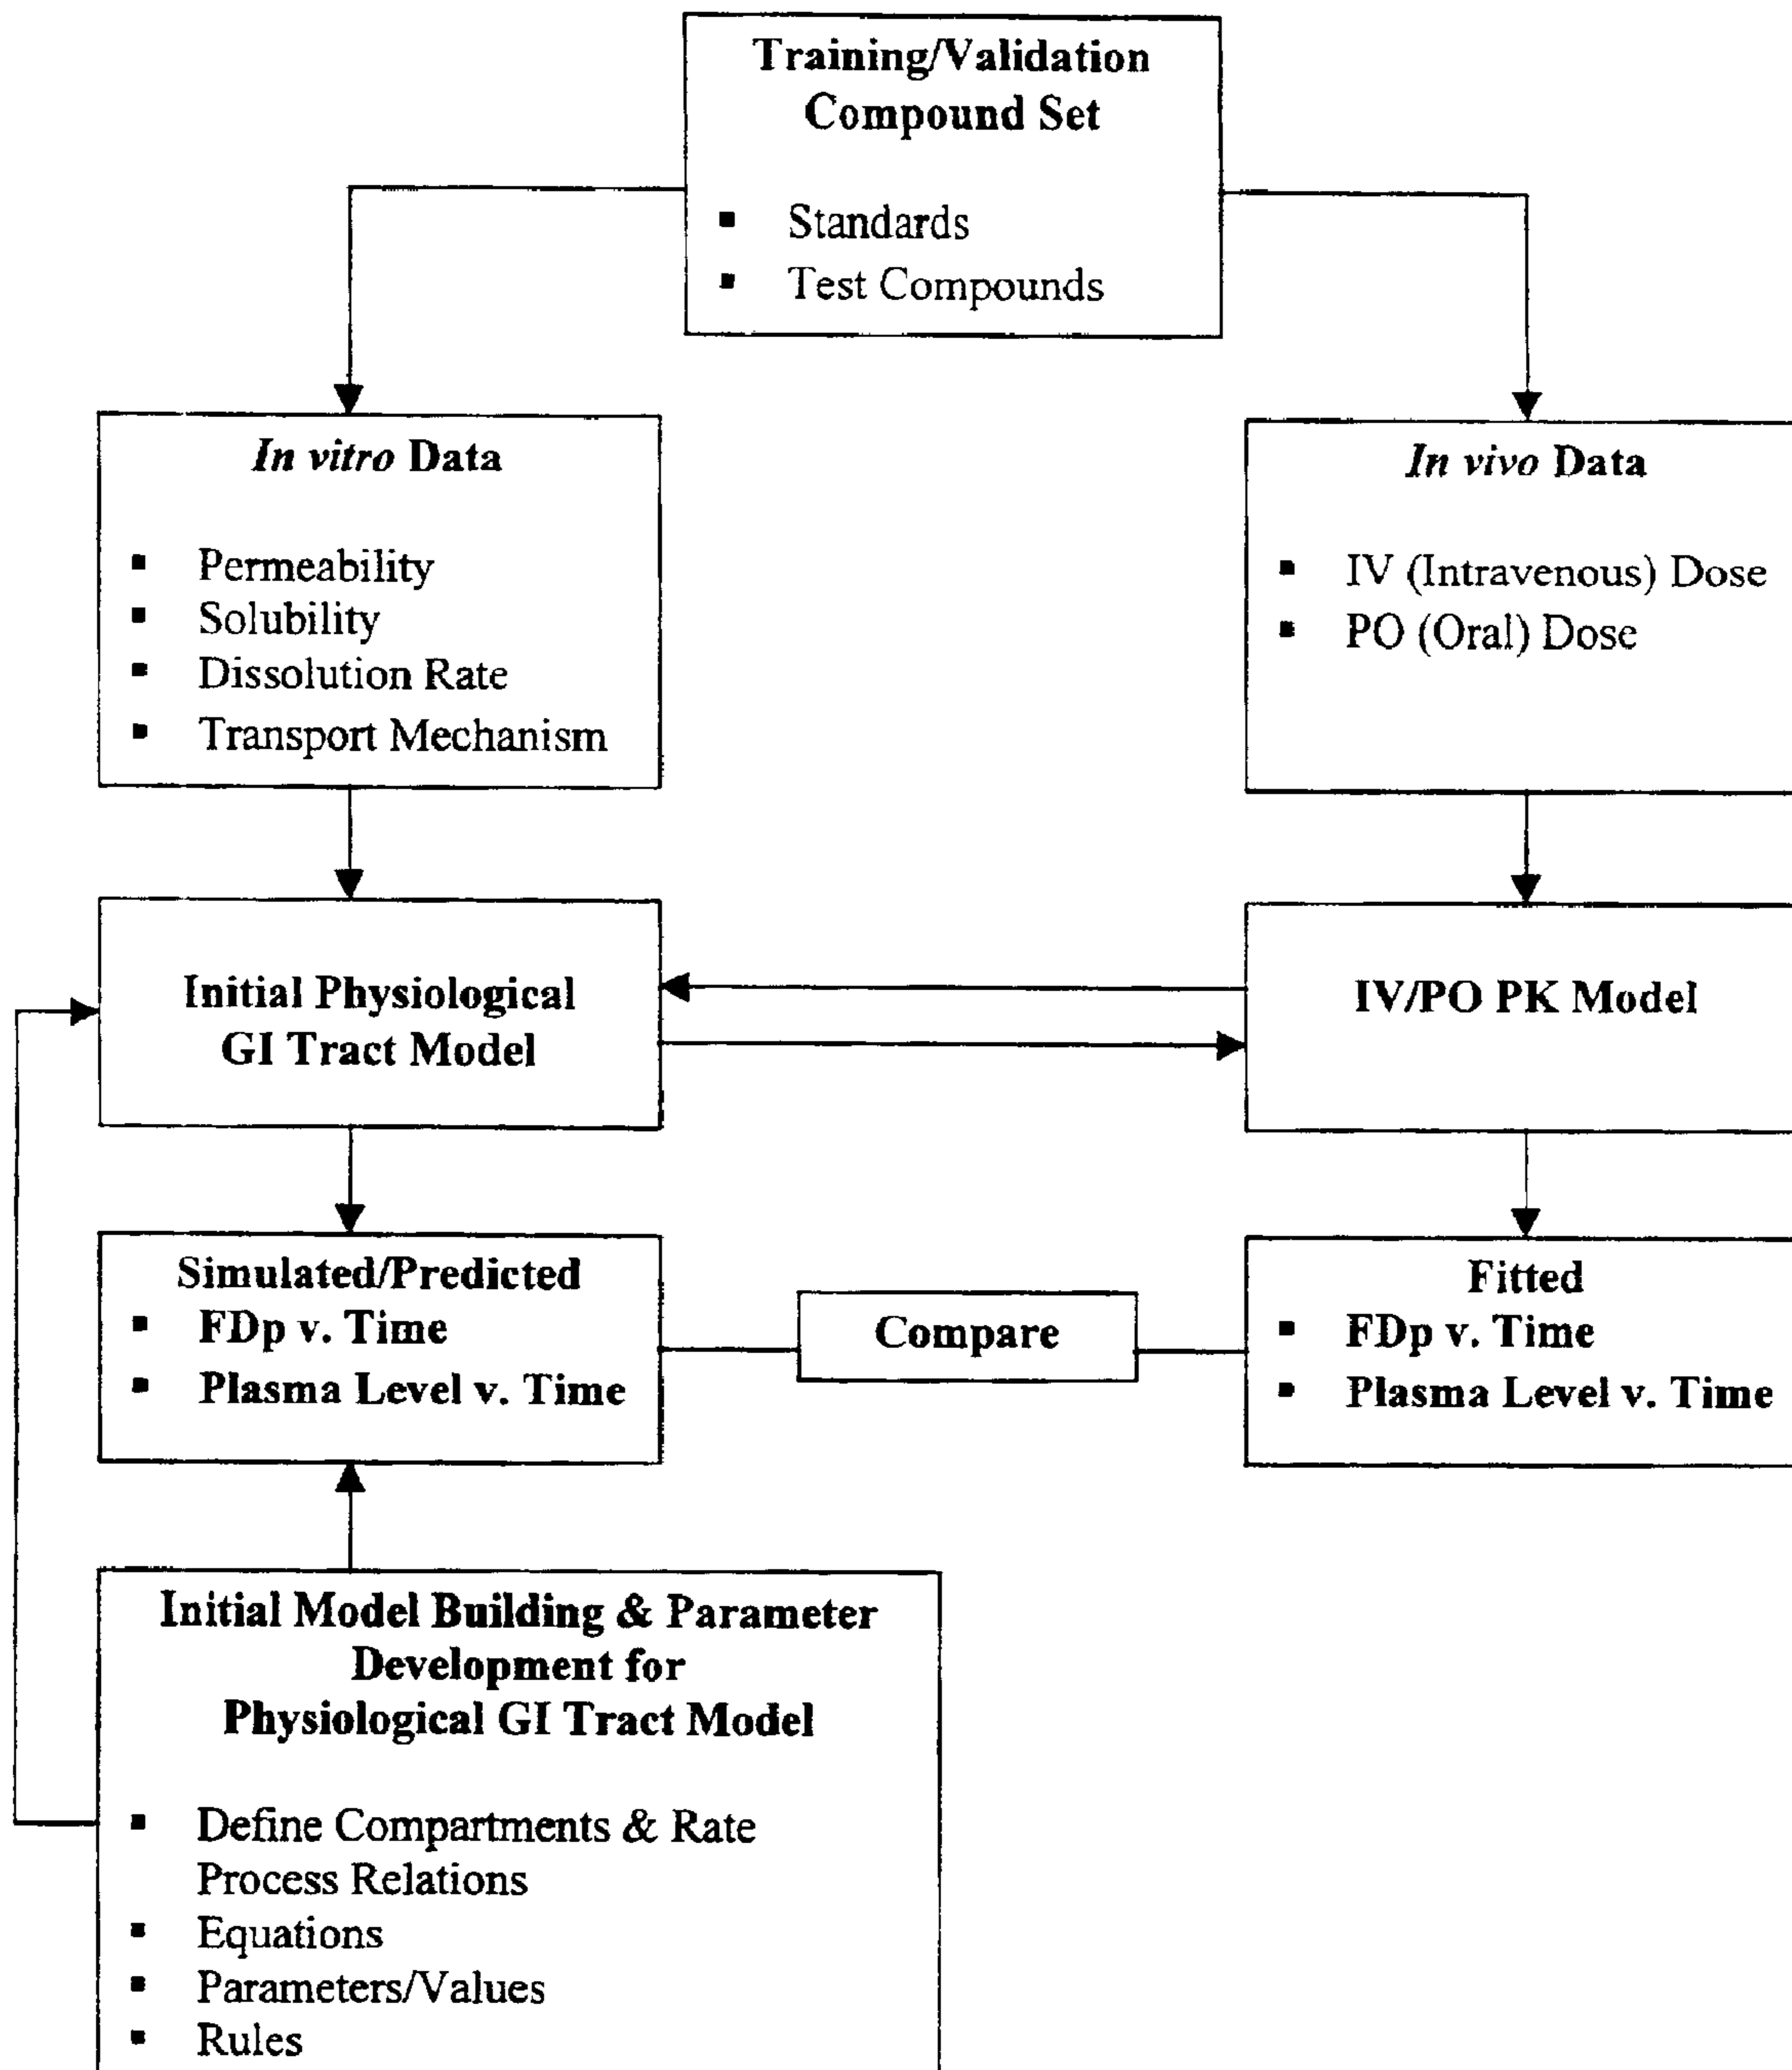 Training/Validation
Compound Set
▪ Standards
▪ Test Compounds
In vitro Data
▪ Permeability
▪ Solubility
▪ Dissolution Rate
▪ Transport Mechanism
In vivo Data
▪ IV (Intravenous) Dose
▪ PO (Oral) Dose
Initial Physiological
GI Tract Model
IV/PO PK Model
Simulated/Predicted
▪ FDp v. Time
▪ Plasma Level v. Time
Compare
Fitted
▪ FDp v. Time
▪ Plasma Level v. Time
Initial Model Building & Parameter
Development for
Physiological GI Tract Model
▪ Define Compartments & Rate
Process Relations
▪ Equations
▪ Parameters/Values
▪ Rules